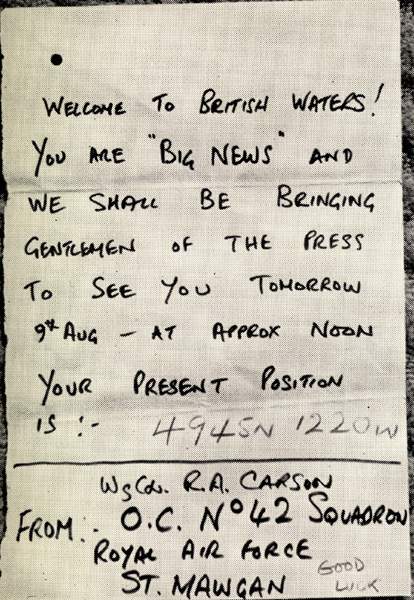 WELCOME TO BRITISH WATERS!
YOU ARE "BIG NEWS" AND
WE SHALL BE BRINGING
GENTLEMEN OF THE PRESS
TO SEE YOU TOMORROW
9th AUG – AT APPROX NOON
YOUR PRESENT POSITION
IS :- 4945N 1220W
WgCdr. R.A. CARSON
FROM:- O.C. No 42 SQUADRON
ROYAL AIR FORCE
ST. MAWGAN
GOOD
LUCK